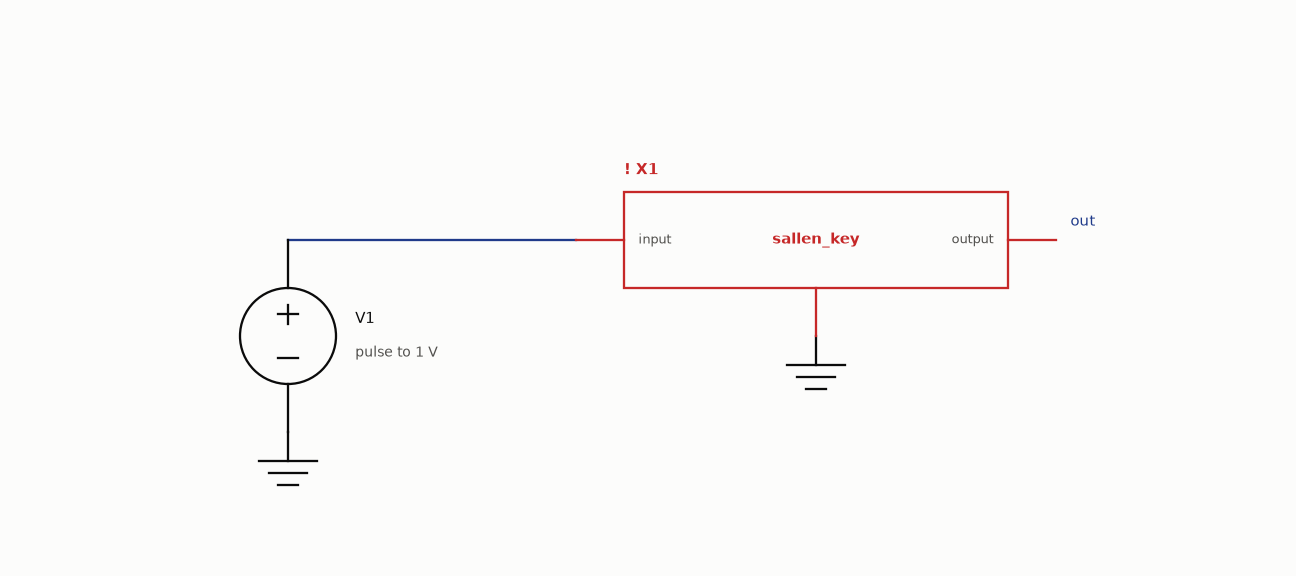 ! X1
out
input
sallen_key
output
V1
pulse to 1 V